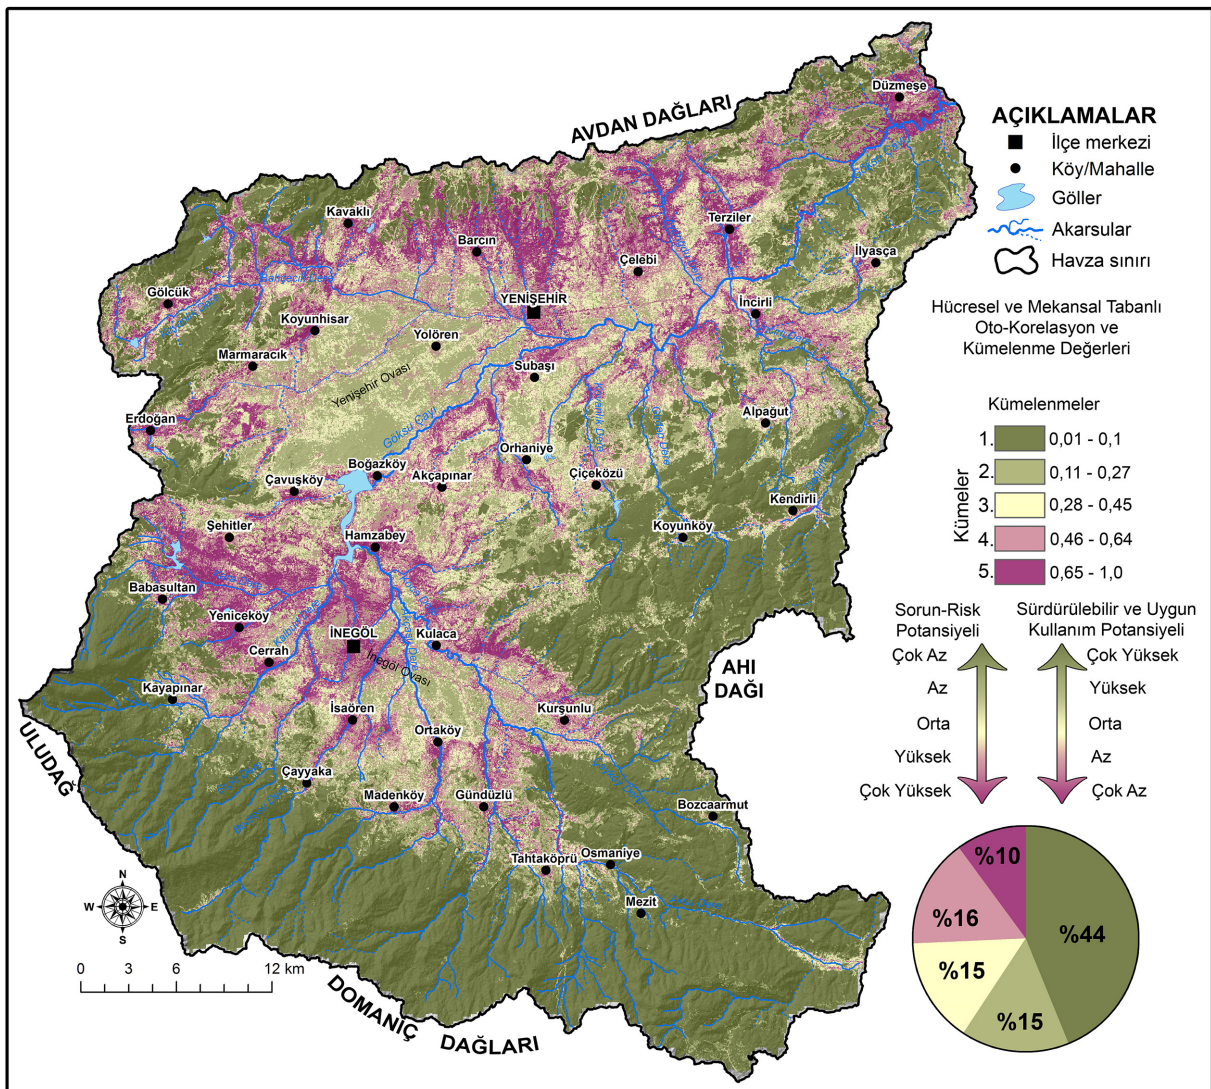 AVDAN DAĞLARI
Düzmeşe
Göksu Çayı
Kavaklı
Barcın
Terziler
Çelebi
İlyasça
Gölcük
YENİŞEHİR
İncirli
Koyunhisar
Yolören
Marmaracık
Subaşı
Yenişehir Ovası
Erdoğan
Göksu Çayı
Alpağut
Orhaniye
Boğazköy
Akçapınar
Çiçeközü
Çavuşköy
Kendirli
Şehitler
Koyunköy
Hamzabey
Babasultan
Yeniceköy
İNEGÖL
Kulaca
Cerrah
İnegöl Ovası
AHI
DAĞI
Kayapınar
İsaören
Kurşunlu
Ortaköy
ULUDAĞ
Çayyaka
Madenköy
Gündüzlü
Bozcaarmut
Tahtaköprü
Osmaniye
Mezit
DOMANİÇ DAĞLARI
N
W E
S
0 3 6 12 km
AÇIKLAMALAR
İlçe merkezi
Köy/Mahalle
Göller
Akarsular
Havza sınırı
Hücresel ve Mekansal Tabanlı
Oto-Korelasyon ve
Kümelenme Değerleri
Kümelenmeler
Kümeler
1. 0,01 - 0,1
2. 0,11 - 0,27
3. 0,28 - 0,45
4. 0,46 - 0,64
5. 0,65 - 1,0
Sorun-Risk
Potansiyeli
Çok Az
Az
Orta
Yüksek
Çok Yüksek
Sürdürülebilir ve Uygun
Kullanım Potansiyeli
Çok Yüksek
Yüksek
Orta
Az
Çok Az
%10
%16
%44
%15
%15